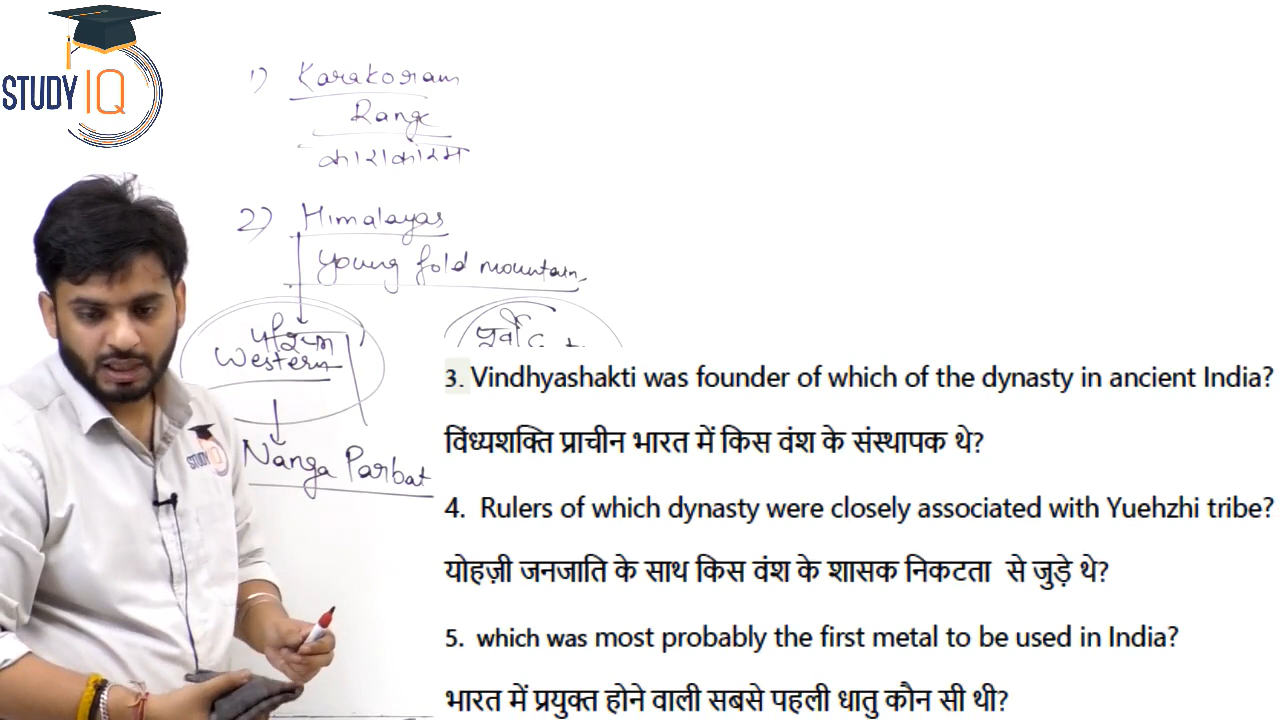 STUDY IQ
1) Karakoram
Range
काराकोरम
2) Himalayas
Young fold mountain
पश्चिम
Western
Nanga Parbat
पूर्वी
STUDY IQ
3. Vindhyashakti was founder of which of the dynasty in ancient India?
विंध्यशक्ति प्राचीन भारत में किस वंश के संस्थापक थे?
4. Rulers of which dynasty were closely associated with Yuehzhi tribe?
योहज़ी जनजाति के साथ किस वंश के शासक निकटता से जुड़े थे?
5. which was most probably the first metal to be used in India?
भारत में प्रयुक्त होने वाली सबसे पहली धातु कौन सी थी?